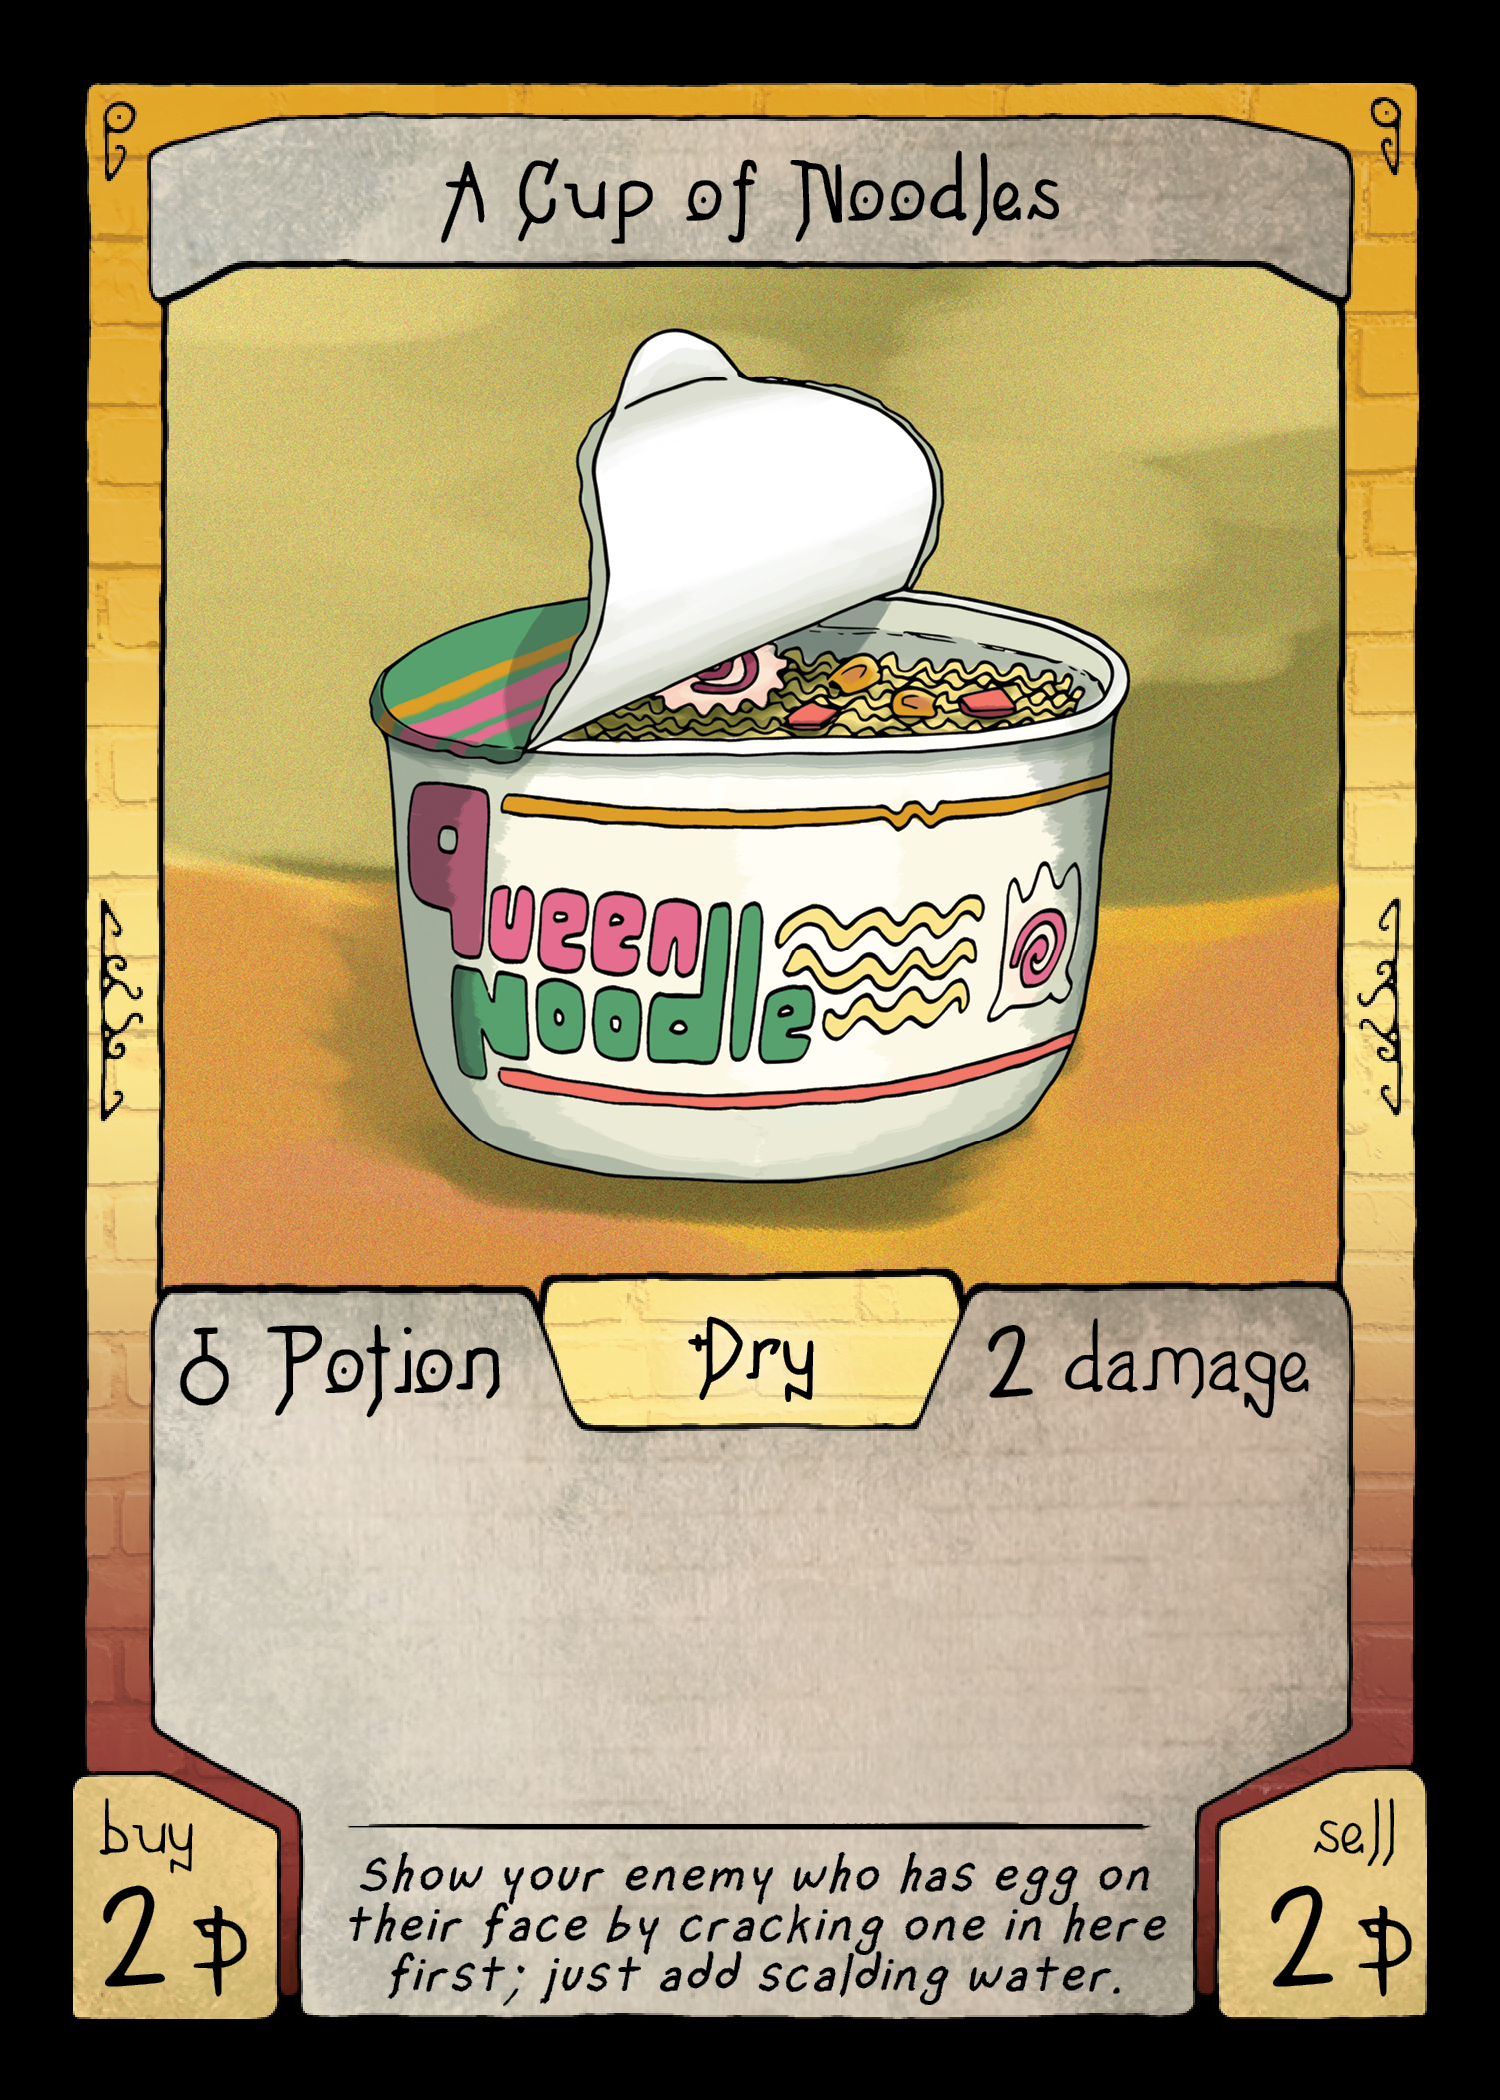 A Cup of Noodles
Queen
Noodle
Potion
Dry
2 damage
buy
2
sell
2
Show your enemy who has egg on
their face by cracking one in here
first; just add scalding water.